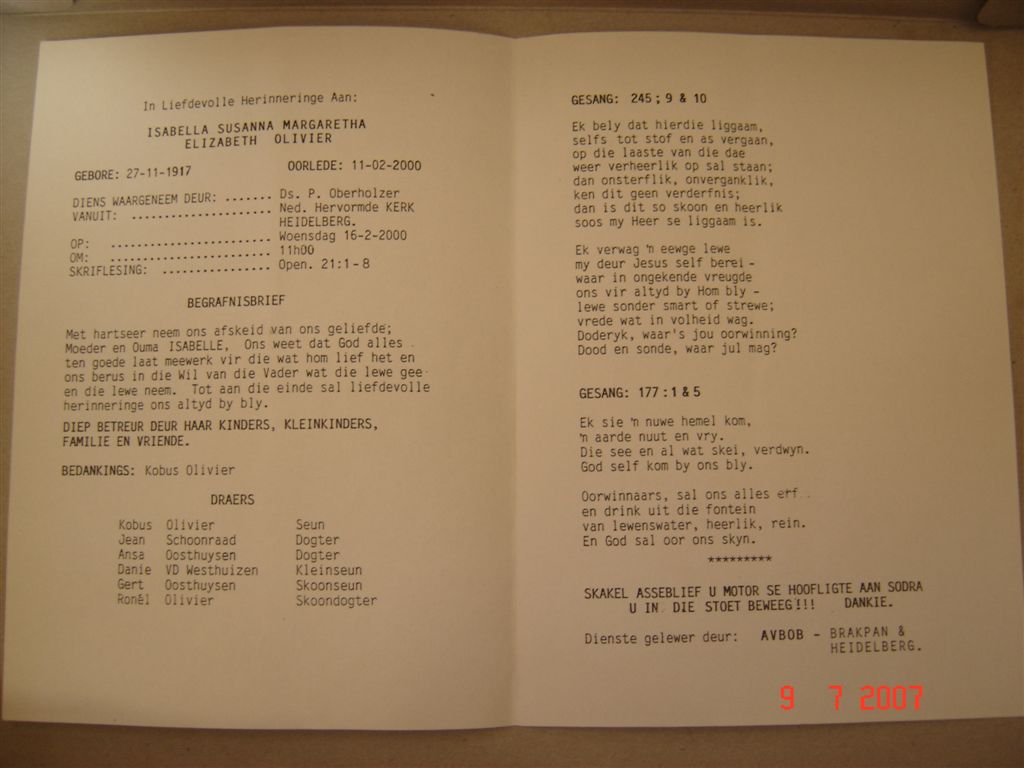 In Liefdevolle Herinneringe Aan:
ISABELLA SUSANNA MARGARETHA
ELIZABETH OLIVIER
GEBORE: 27-11-1917 OORLEDE: 11-02-2000
DIENS WAARGENEEM DEUR: ....... Ds. P. Oberholzer
VANUIT: .................... Ned. Hervormde KERK
HEIDELBERG.
OP: ....................... Woensdag 16-2-2000
OM: ....................... 11h00
SKRIFLESING: ................ Open. 21:1-8
BEGRAFNISBRIEF
Met hartseer neem ons afskeid van ons geliefde;
Moeder en Ouma ISABELLE, Ons weet dat God alles
ten goede laat meewerk vir die wat hom lief het en
ons berus in die Wil van die Vader wat die lewe gee
en die lewe neem. Tot aan die einde sal liefdevolle
herinneringe ons altyd by bly.
DIEP BETREUR DEUR HAAR KINDERS, KLEINKINDERS,
FAMILIE EN VRIENDE.
BEDANKINGS: Kobus Olivier
DRAERS
Kobus Olivier Seun
Jean Schoonraad Dogter
Ansa Oosthuysen Dogter
Danie VD Westhuizen Kleinseun
Gert Oosthuysen Skoonseun
Ronél Olivier Skoondogter
GESANG: 245; 9 & 10
Ek bely dat hierdie liggaam,
selfs tot stof en as vergaan,
op die laaste van die dae
weer verheerlik op sal staan;
dan onsterflik, onverganklik,
ken dit geen verderfnis;
dan is dit so skoon en heerlik
soos my Heer se liggaam is.
Ek verwag 'n eewge lewe
my deur Jesus self berei -
waar in ongekende vreugde
ons vir altyd by Hom bly -
lewe sonder smart of strewe;
vrede wat in volheid wag.
Doderyk, waar's jou oorwinning?
Dood en sonde, waar jul mag?
GESANG: 177:1 & 5
Ek sie 'n nuwe hemel kom,
'n aarde nuut en vry.
Die see en al wat skei, verdwyn.
God self kom by ons bly.
Oorwinnaars, sal ons alles erf
en drink uit die fontein
van lewenswater, heerlik, rein.
En God sal oor ons skyn.
*********
SKAKEL ASSEBLIEF U MOTOR SE HOOFLIGTE AAN SODRA
U IN DIE STOET BEWEEG!!! DANKIE.
Dienste gelewer deur: AVBOB - BRAKPAN &
HEIDELBERG.
9 7 2007